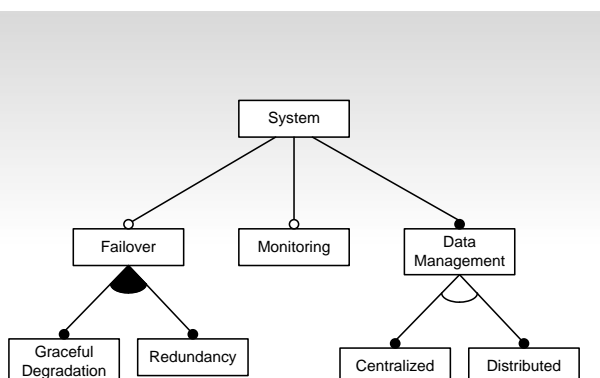 System
Failover
Monitoring
Data
Management
Graceful
Degradation
Redundancy
Centralized
Distributed